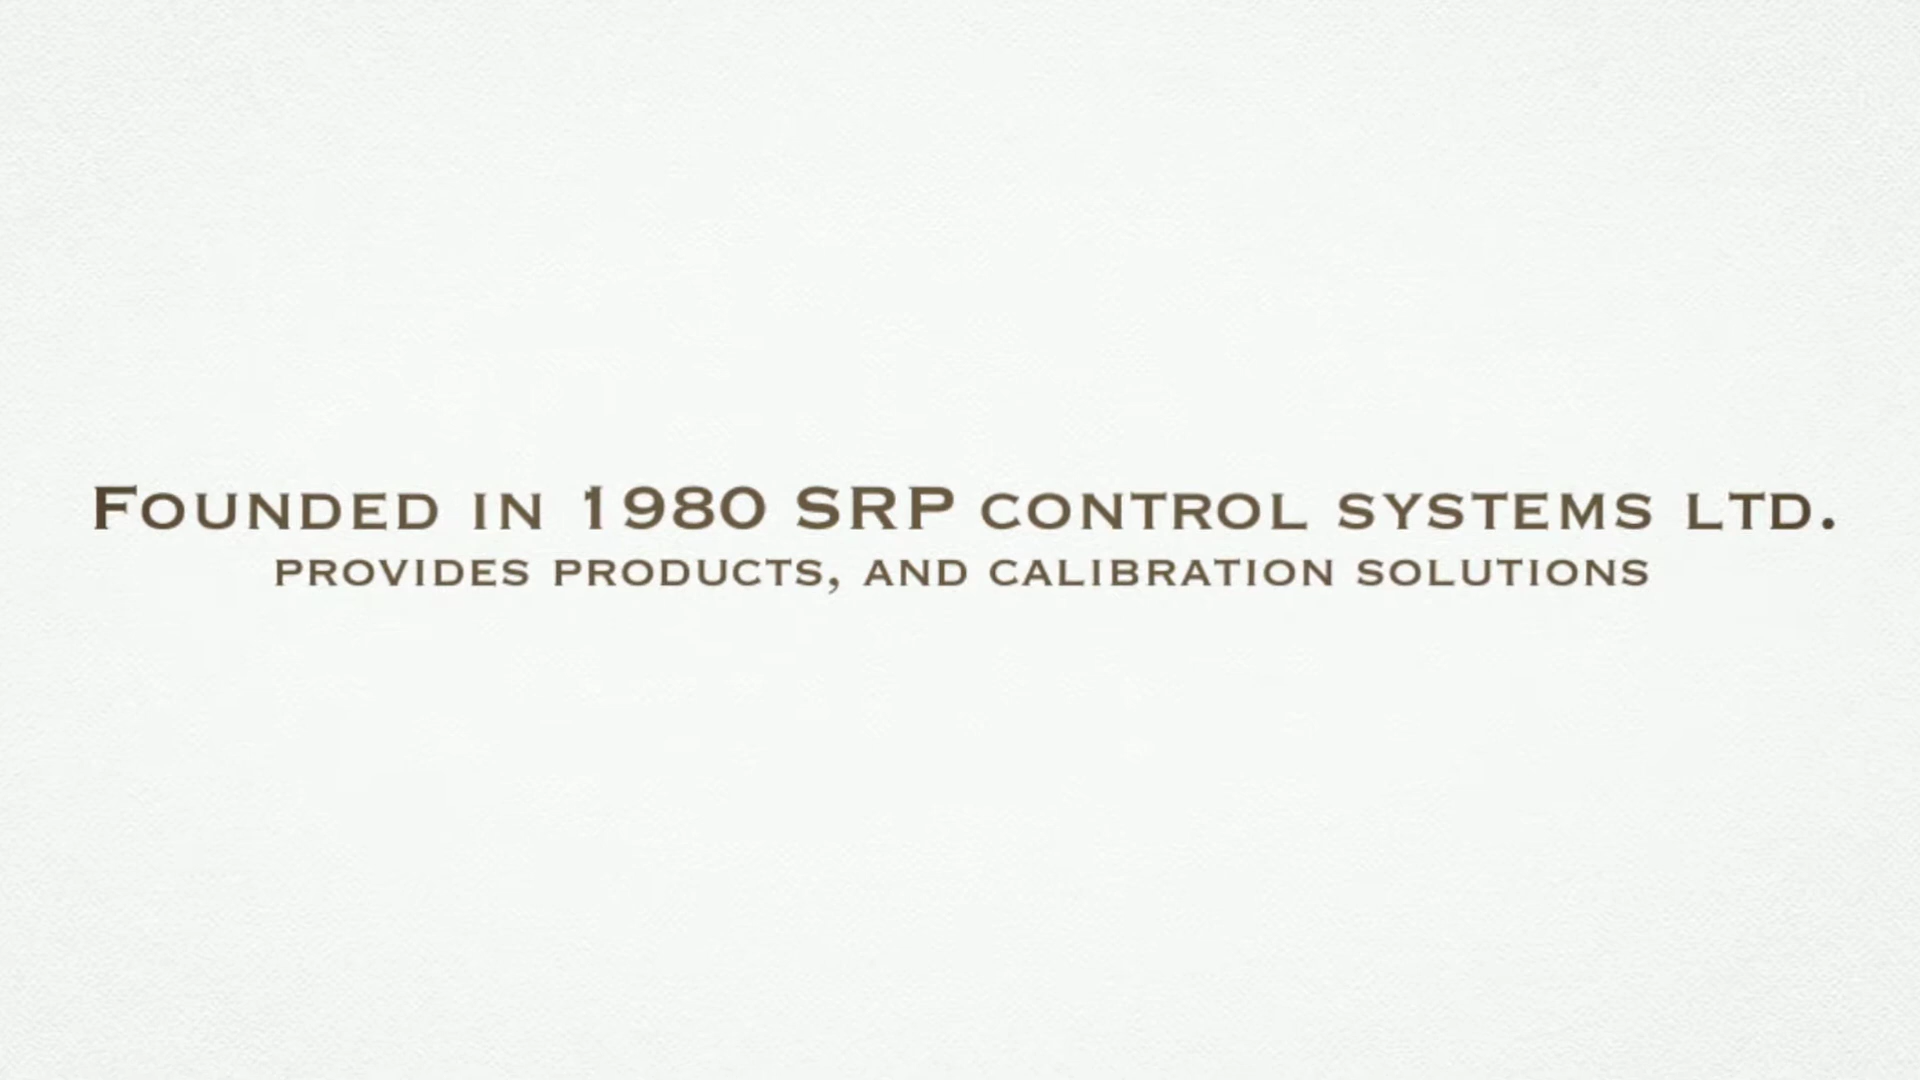 Founded in 1980 SRP control systems ltd.
provides products, and calibration solutions